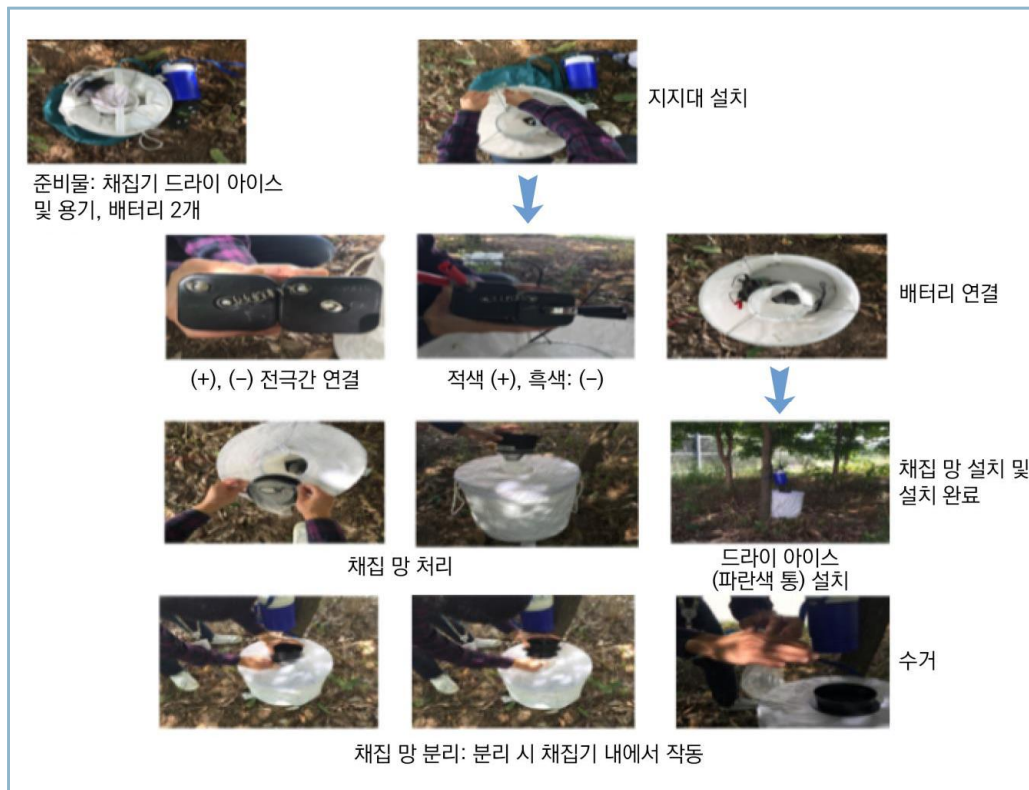 지지대 설치
준비물: 채집기 드라이 아이스
및 용기, 배터리 2개
배터리 연결
(+), (-) 전극간 연결
적색 (+), 흑색: (-)
채집 망 설치 및
설치 완료
채집 망 처리
드라이 아이스
(파란색 통) 설치
수거
채집 망 분리: 분리 시 채집기 내에서 작동